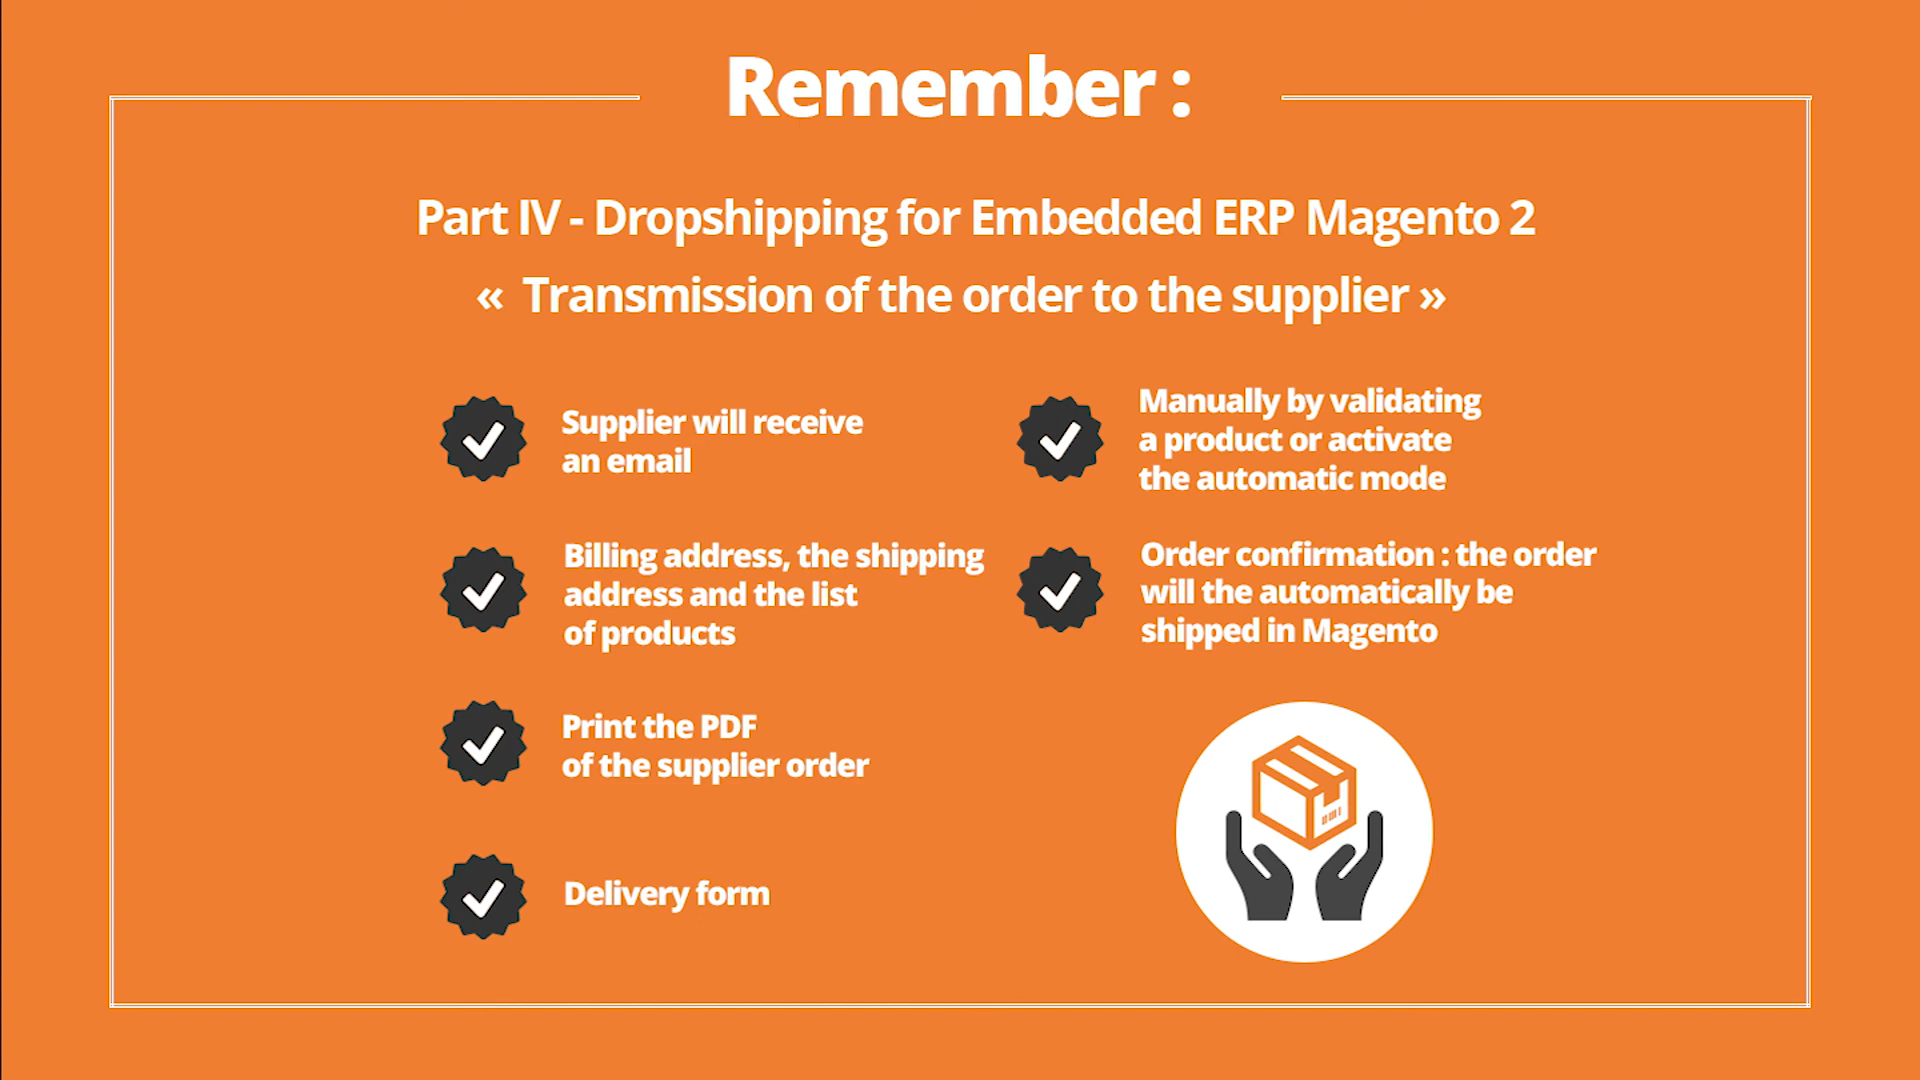 Remember :
Part IV - Dropshipping for Embedded ERP Magento 2
« Transmission of the order to the supplier »
Supplier will receive
an email
Billing address, the shipping
address and the list
of products
Print the PDF
of the supplier order
Delivery form
Manually by validating
a product or activate
the automatic mode
Order confirmation : the order
will the automatically be
shipped in Magento